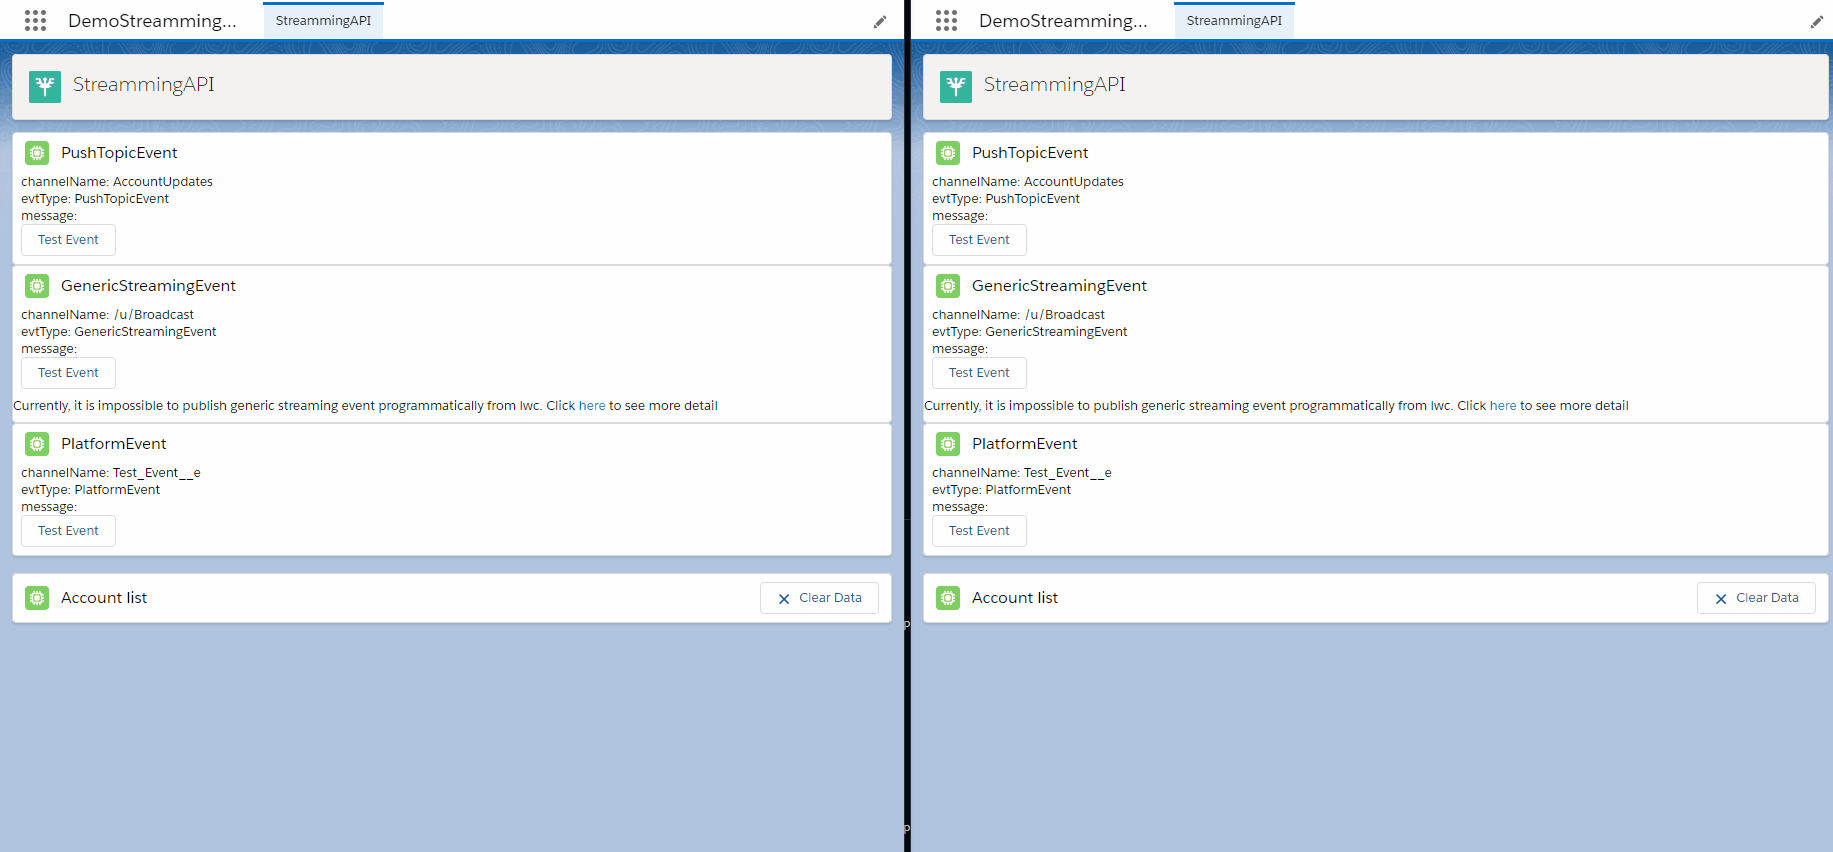 DemoStreamming...
StreammingAPI
StreammingAPI
PushTopicEvent
channelName: AccountUpdates
evtType: PushTopicEvent
message:
Test Event
GenericStreamingEvent
channelName: /u/Broadcast
evtType: GenericStreamingEvent
message:
Test Event
Currently, it is impossible to publish generic streaming event programmatically from lwc. Click here to see more detail
PlatformEvent
channelName: Test_Event__e
evtType: PlatformEvent
message:
Test Event
Account list
Clear Data
DemoStreamming...
StreammingAPI
StreammingAPI
PushTopicEvent
channelName: AccountUpdates
evtType: PushTopicEvent
message:
Test Event
GenericStreamingEvent
channelName: /u/Broadcast
evtType: GenericStreamingEvent
message:
Test Event
Currently, it is impossible to publish generic streaming event programmatically from lwc. Click here to see more detail
PlatformEvent
channelName: Test_Event__e
evtType: PlatformEvent
message:
Test Event
Account list
Clear Data